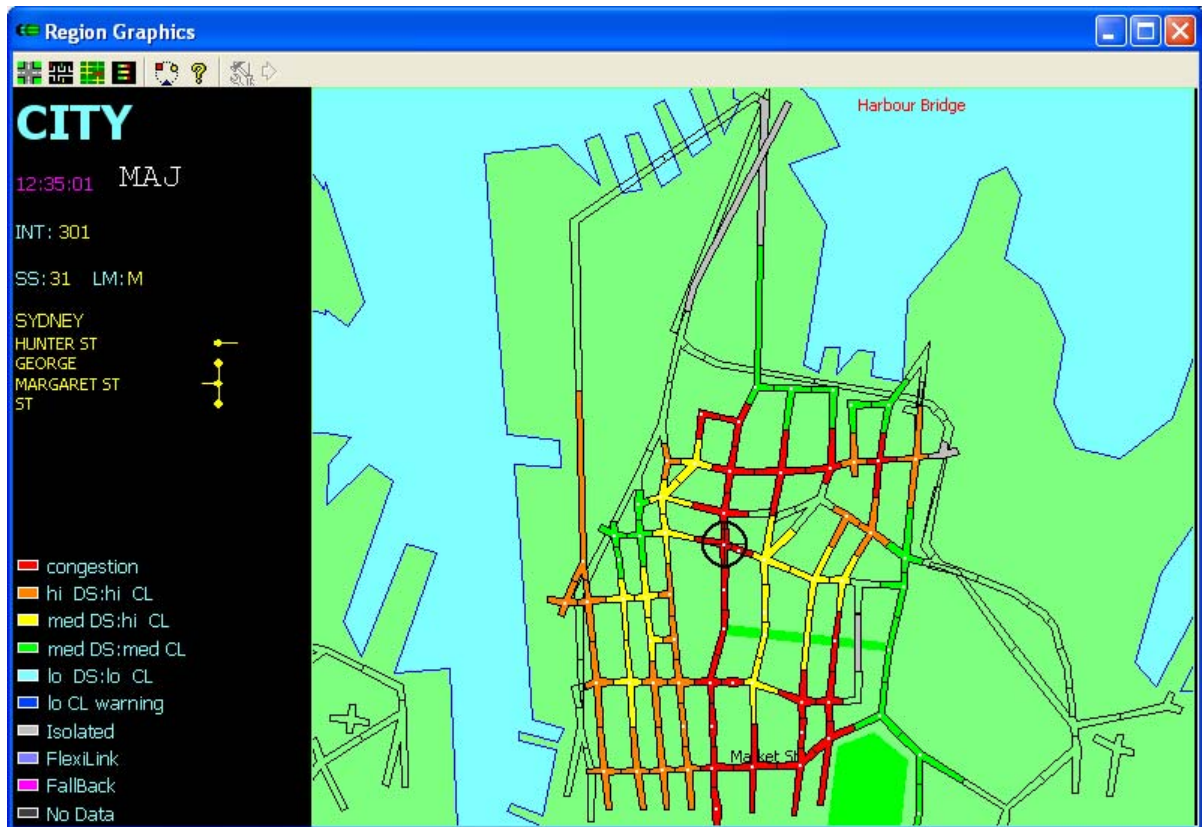 Region Graphics
CITY
12:35:01 MAJ
INT: 301
SS:31 LM:M
SYDNEY
HUNTER ST
GEORGE
MARGARET ST
ST
congestion
hi DS:hi CL
med DS:hi CL
med DS:med CL
lo DS:lo CL
lo CL warning
Isolated
FlexiLink
FallBack
No Data
Harbour Bridge
Market St